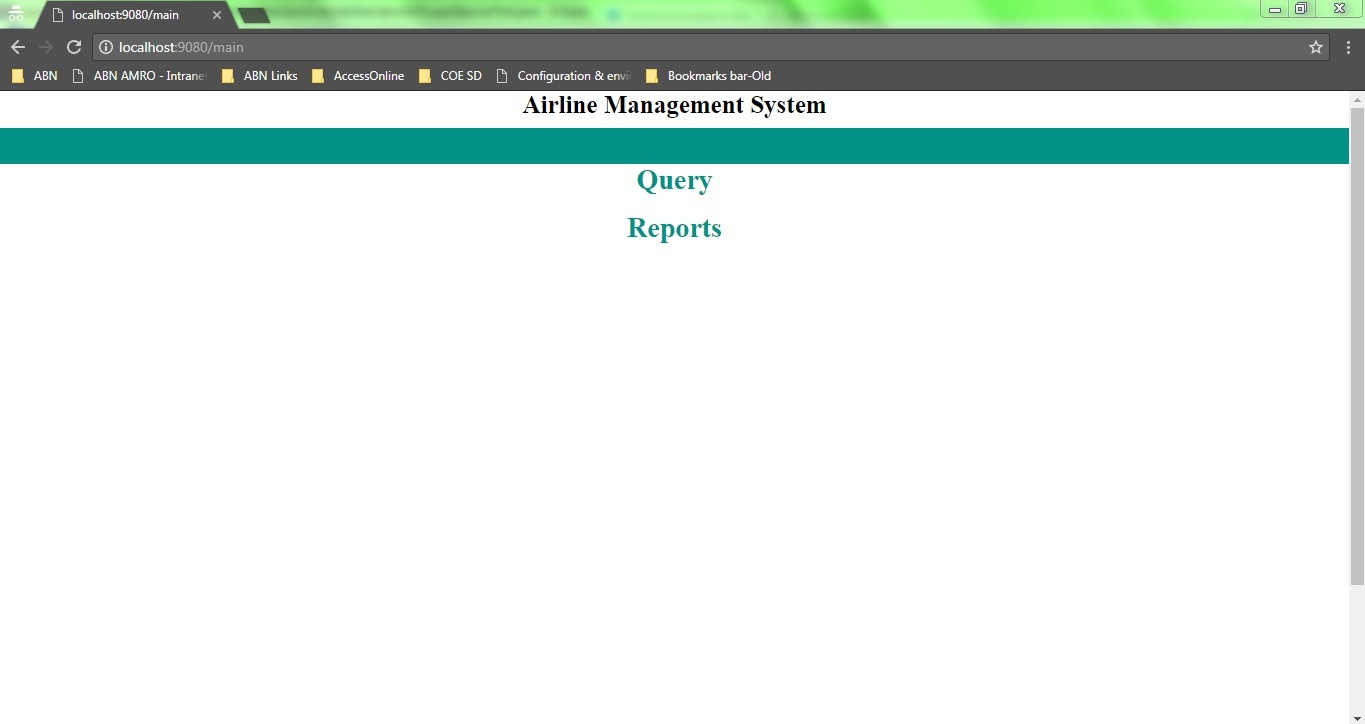 localhost:9080/main
localhost:9080/main
ABN ABN AMRO - Intranet ABN Links AccessOnline COE SD Configuration & envi Bookmarks bar-Old
Airline Management System
Query
Reports